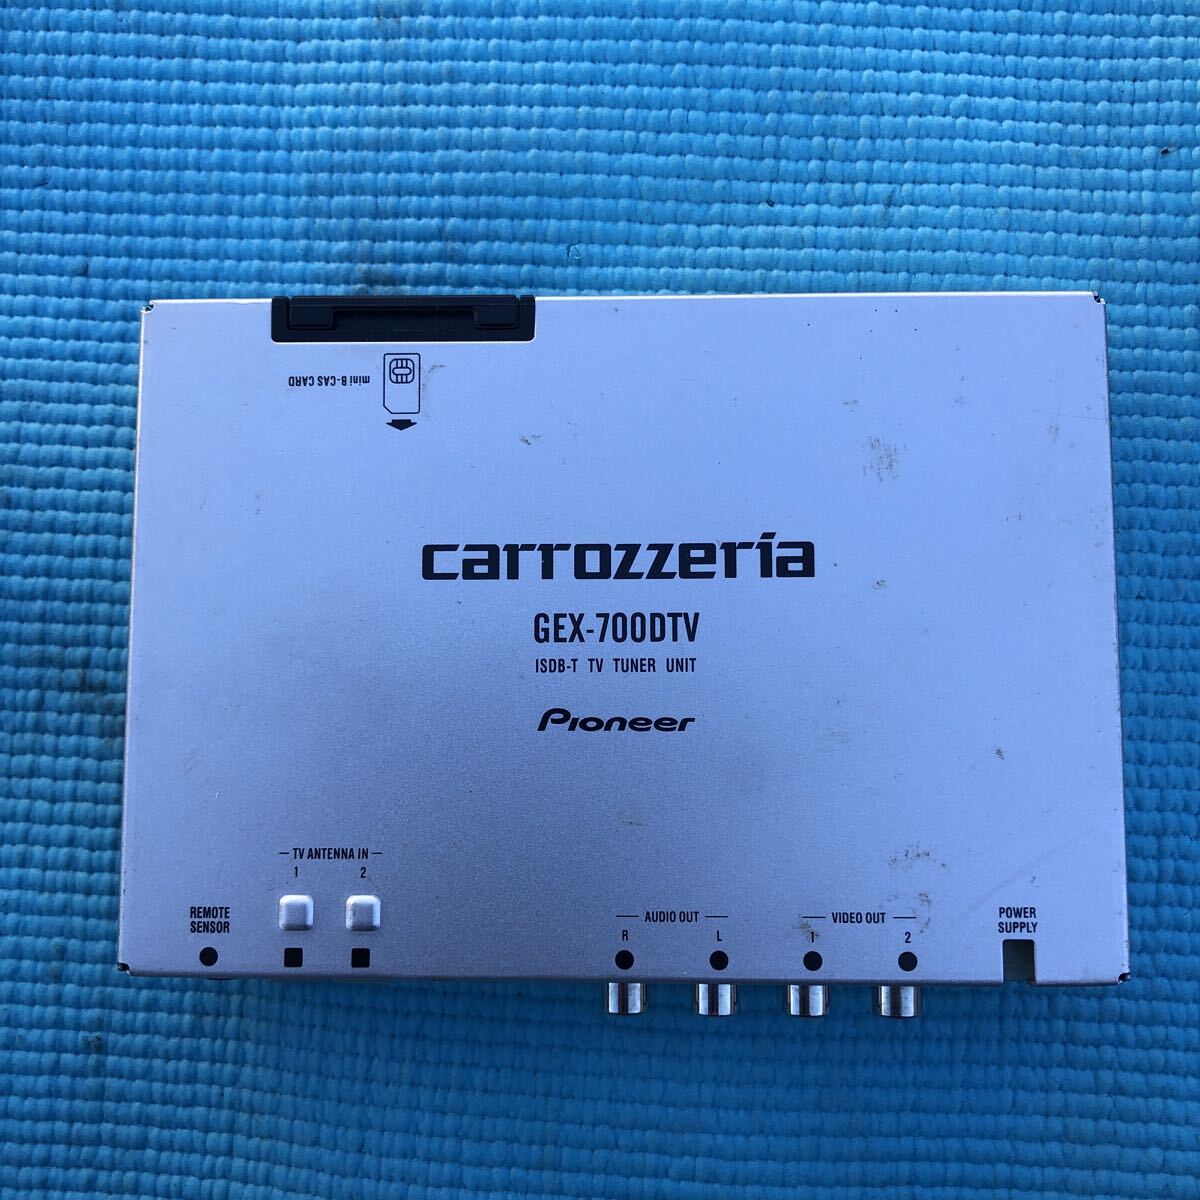 mini B-CAS CARD
carrozzeria
GEX-700DTV
ISDB-T TV TUNER UNIT
Pioneer
TV ANTENNA IN
1 2
REMOTE
SENSOR
AUDIO OUT
R L
VIDEO OUT
1 2
POWER
SUPPLY